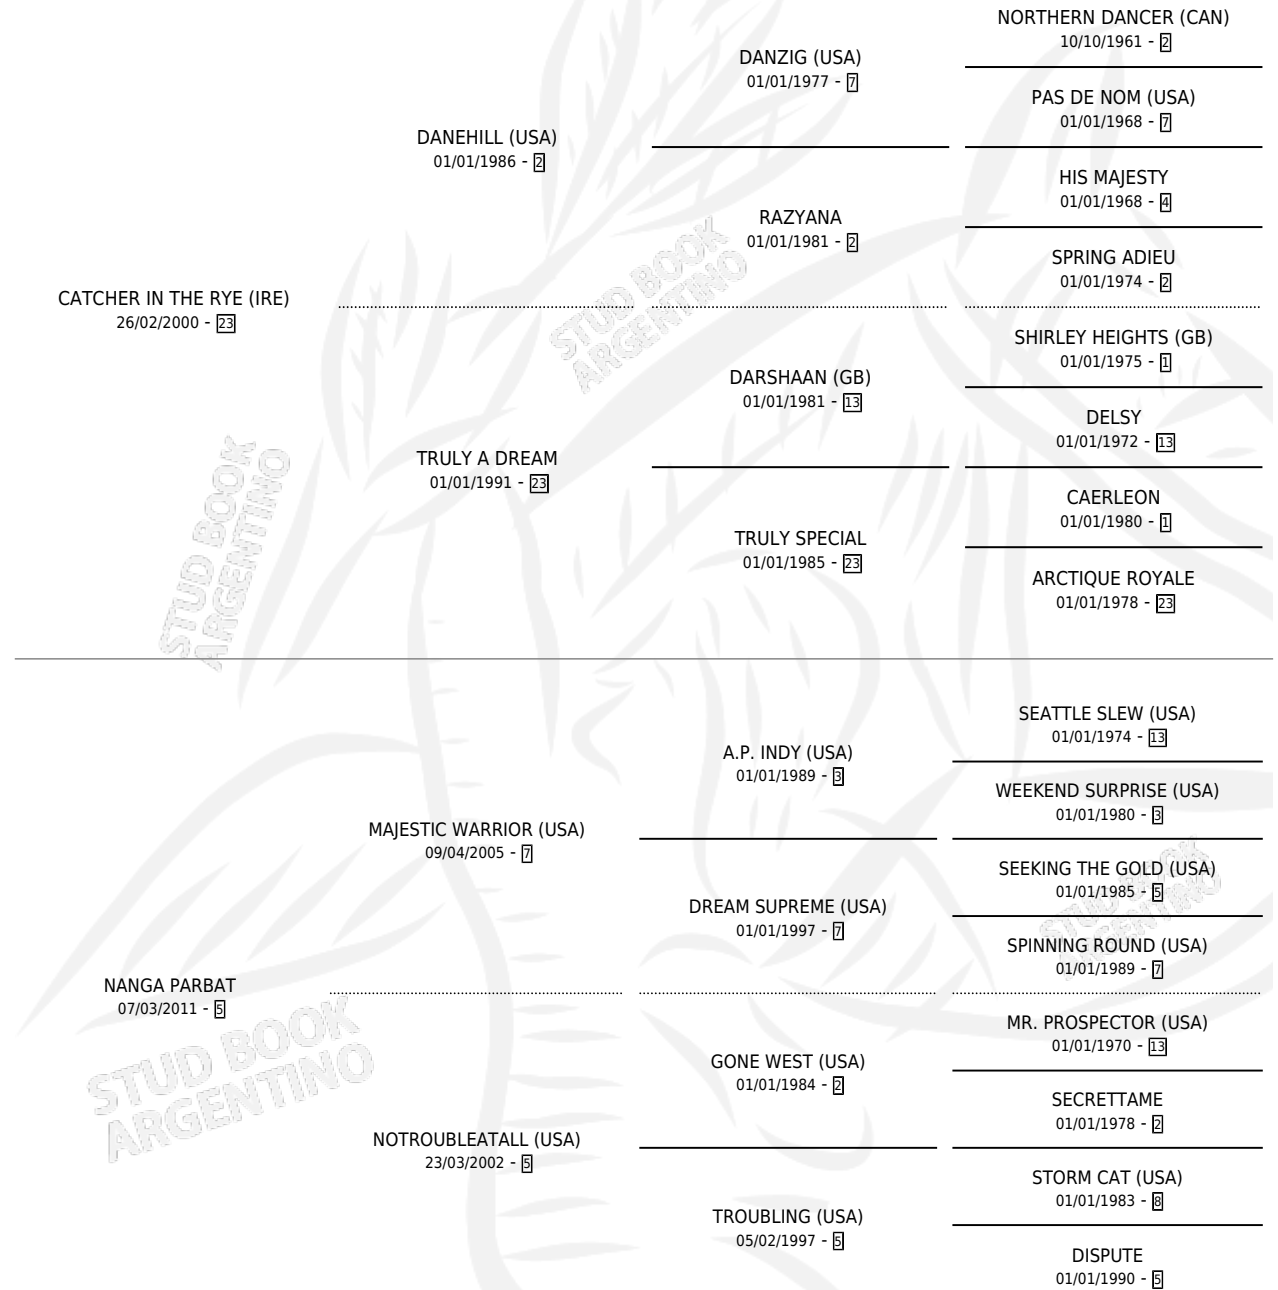 NORTHERN DANCER (CAN)
10/10/1961 - 2
DANZIG (USA)
01/01/1977 - 7
PAS DE NOM (USA)
01/01/1968 - 7
DANEHILL (USA)
01/01/1986 - 2
HIS MAJESTY
01/01/1968 - 4
RAZYANA
01/01/1981 - 2
SPRING ADIEU
01/01/1974 - 2
CATCHER IN THE RYE (IRE)
26/02/2000 - 23
SHIRLEY HEIGHTS (GB)
01/01/1975 - 1
DARSHAAN (GB)
01/01/1981 - 13
DELSY
01/01/1972 - 13
TRULY A DREAM
01/01/1991 - 23
CAERLEON
01/01/1980 - 1
TRULY SPECIAL
01/01/1985 - 23
ARCTIQUE ROYALE
01/01/1978 - 23
SEATTLE SLEW (USA)
01/01/1974 - 13
A.P. INDY (USA)
01/01/1989 - 3
WEEKEND SURPRISE (USA)
01/01/1980 - 3
MAJESTIC WARRIOR (USA)
09/04/2005 - 7
SEEKING THE GOLD (USA)
01/01/1985 - 5
DREAM SUPREME (USA)
01/01/1997 - 7
SPINNING ROUND (USA)
01/01/1989 - 7
NANGA PARBAT
07/03/2011 - 5
MR. PROSPECTOR (USA)
01/01/1970 - 13
GONE WEST (USA)
01/01/1984 - 2
SECRETTAME
01/01/1978 - 2
NOTROUBLEATALL (USA)
23/03/2002 - 5
STORM CAT (USA)
01/01/1983 - 8
TROUBLING (USA)
05/02/1997 - 5
DISPUTE
01/01/1990 - 5
STUD BOOK
ARGENTINO
STUD BOOK
ARGENTINO
STUD BOOK
ARGENTINO
STUD BOOK
ARGENTINO